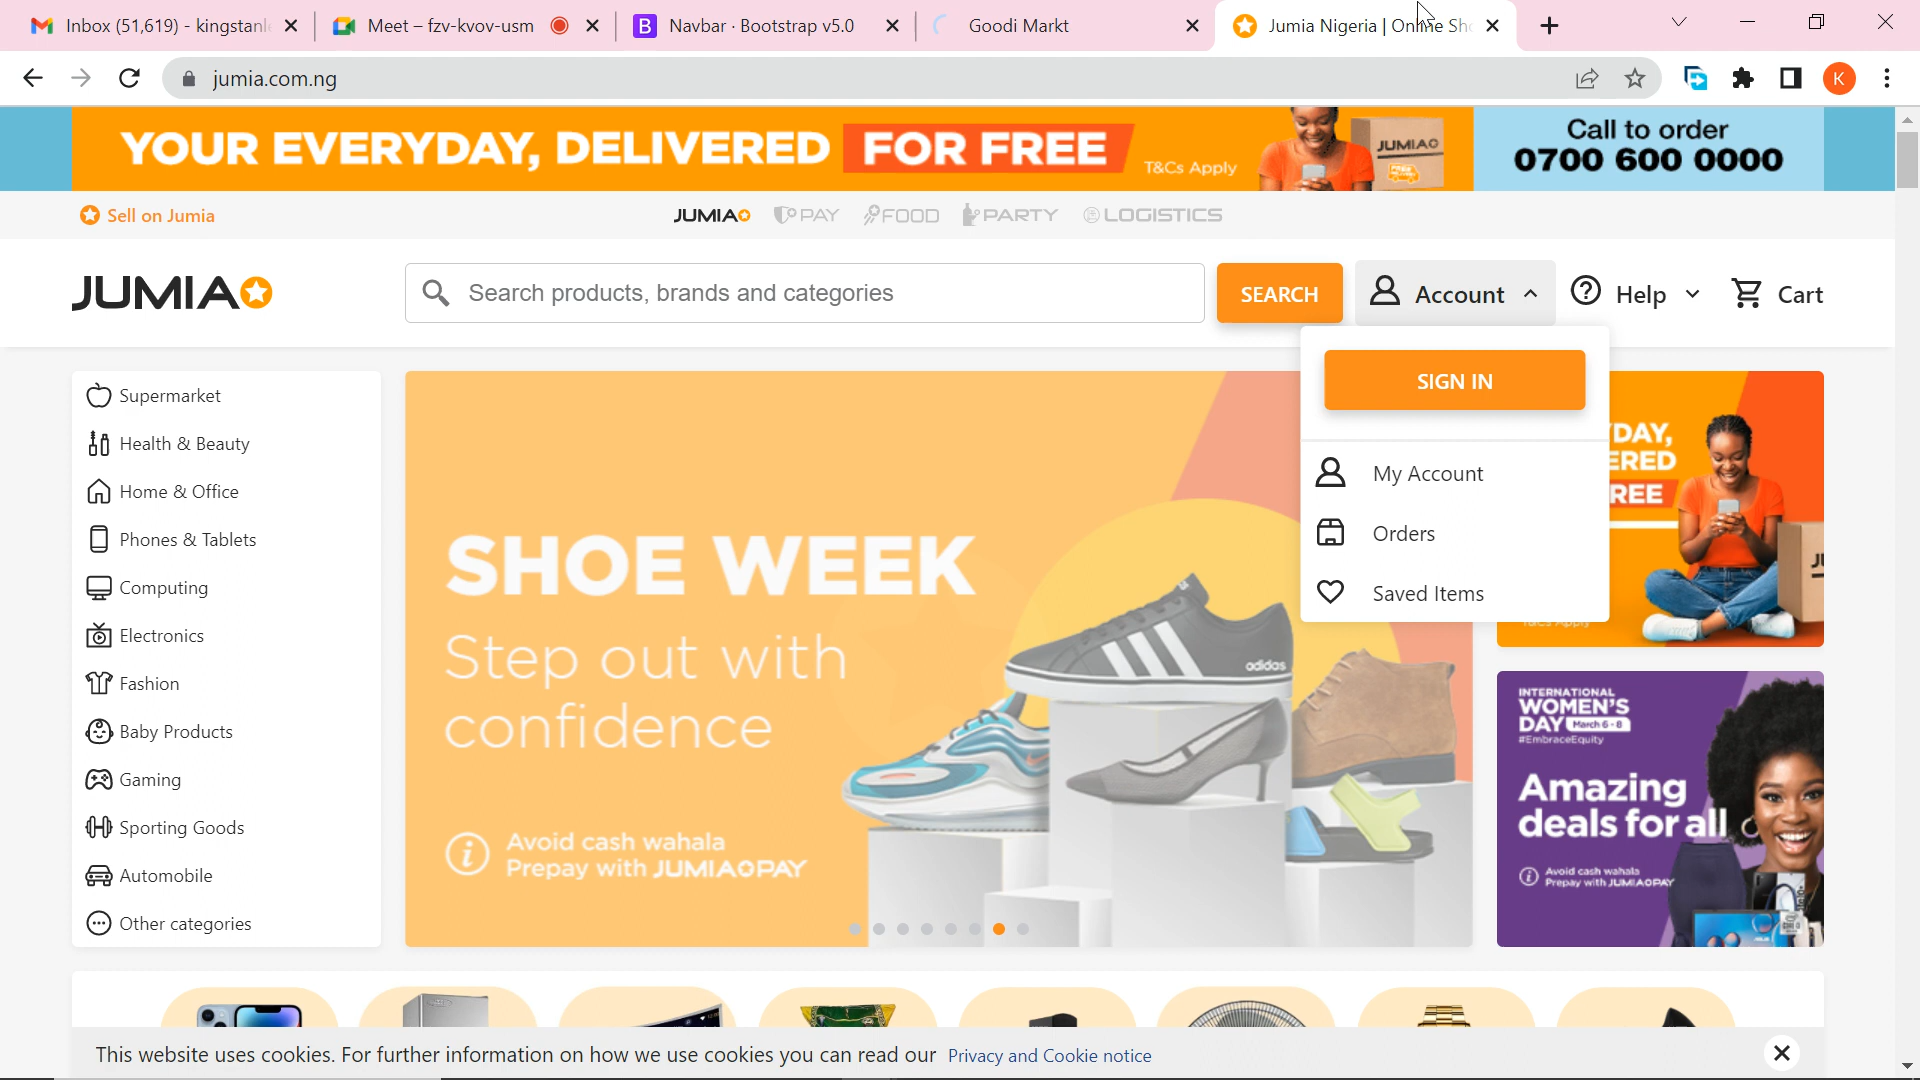 Inbox (51,619) - kingstanl
Meet – fzv-kvov-usm
Navbar · Bootstrap v5.0
Goodi Markt
Jumia Nigeria | Online Sho
jumia.com.ng
K
YOUR EVERYDAY, DELIVERED FOR FREE
T&Cs Apply
JUMIA
Call to order
0700 600 0000
Sell on Jumia
JUMIA
PAY
FOOD
PARTY
LOGISTICS
JUMIA
Search products, brands and categories
SEARCH
Account
Help
Cart
SIGN IN
My Account
Orders
Saved Items
Supermarket
Health & Beauty
Home & Office
Phones & Tablets
Computing
Electronics
Fashion
Baby Products
Gaming
Sporting Goods
Automobile
Other categories
SHOE WEEK
Step out with
confidence
Avoid cash wahala
Prepay with JUMIAPAY
adidas
DAY,
ERED
REE
T&Cs Apply
INTERNATIONAL
WOMEN'S
DAY March 6 - 8
#EmbraceEquity
Amazing
deals for all
Avoid cash wahala
Prepay with JUMIAPAY
This website uses cookies. For further information on how we use cookies you can read our Privacy and Cookie notice